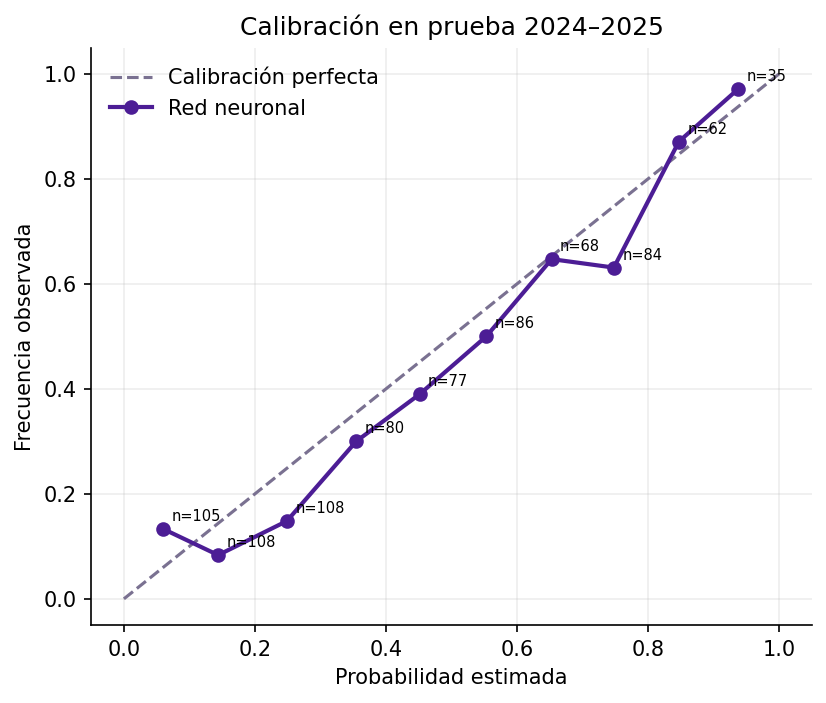 Calibración en prueba 2024–2025
Calibración perfecta
Red neuronal
Frecuencia observada
1.0
0.8
0.6
0.4
0.2
0.0
n=105
n=108
n=108
n=80
n=77
n=86
n=68
n=84
n=62
n=35
0.0 0.2 0.4 0.6 0.8 1.0
Probabilidad estimada